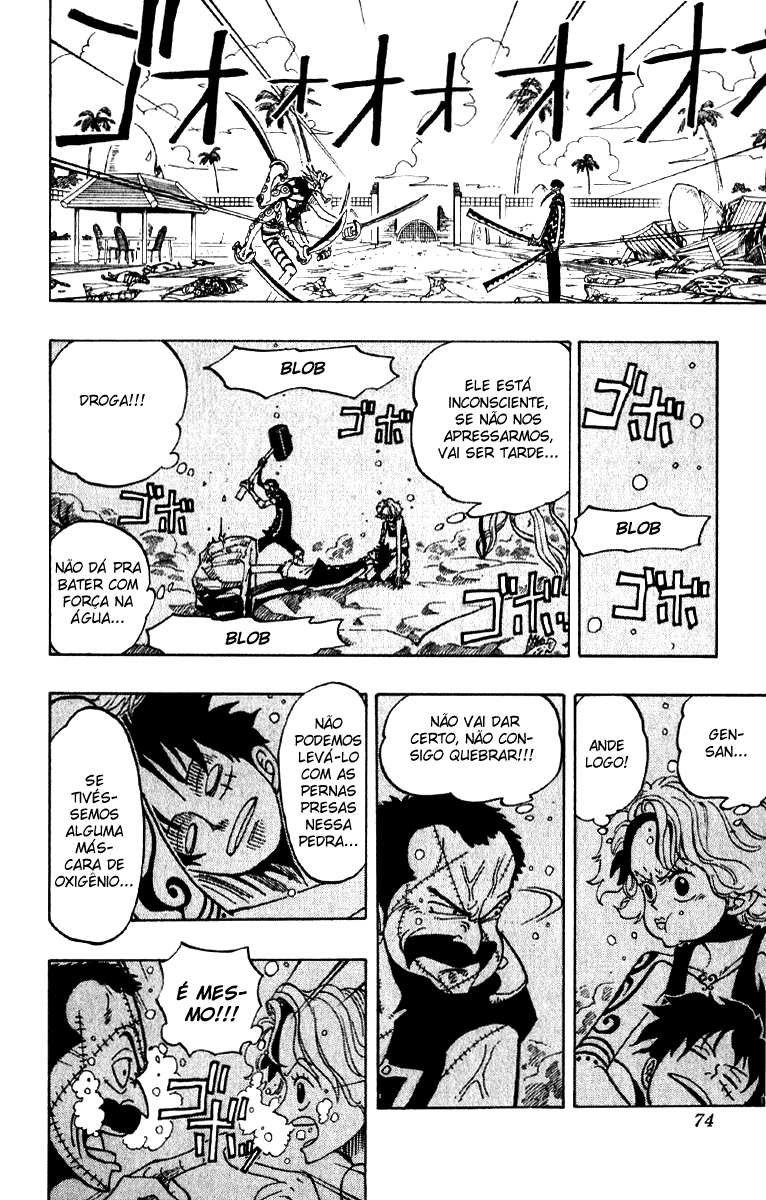 ゴオオオオオオ
ゴボ
BLOB
ゴボ
ELE ESTÁ
INCONSCIENTE,
SE NÃO NOS
APRESSARMOS,
VAI SER TARDE...
BLOB
ゴボ
DROGA!!!
ゴボ
ゴボ
NÃO DÁ PRA
BATER COM
FORÇA NA
ÁGUA...
BLOB
GEN-
SAN...
ANDE
LOGO!
NÃO VAI DAR
CERTO, NÃO CON-
SIGO QUEBRAR!!!
NÃO
PODEMOS
LEVÁ-LO
COM AS
PERNAS
PRESAS
NESSA
PEDRA...
SE
TIVÉS-
SEMOS
ALGUMA
MÁS-
CARA DE
OXIGÊNIO...
É MES-
MO!!!
ゴボ
74